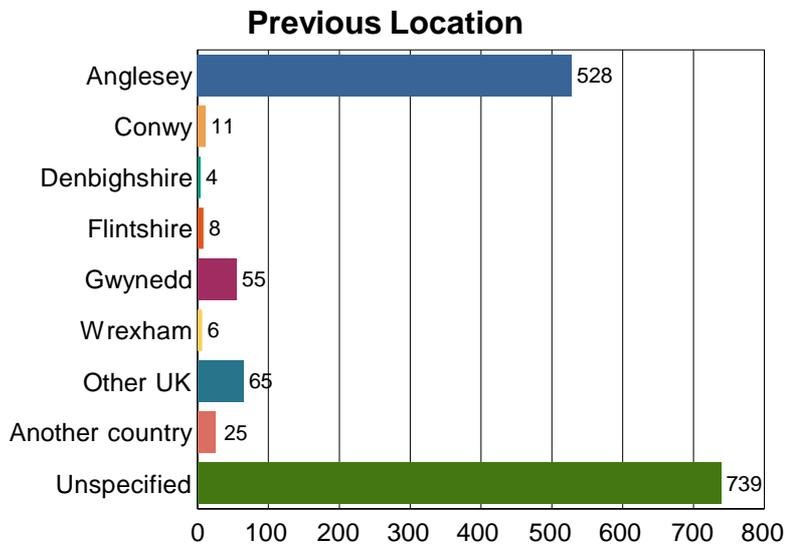 Previous Location
Anglesey 528
Conwy 11
Denbighshire 4
Flintshire 8
Gwynedd 55
Wrexham 6
Other UK 65
Another country 25
Unspecified 739
0 100 200 300 400 500 600 700 800